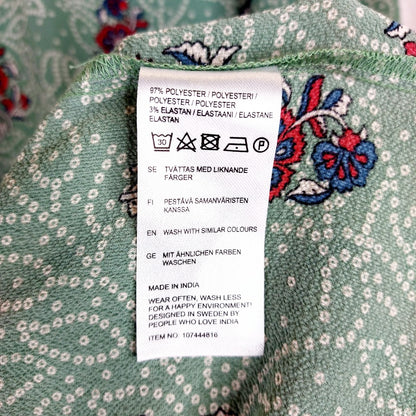 97% POLYESTER / POLYESTERI /
POLYESTER / POLYESTER
3% ELASTAN / ELASTAANI / ELASTANE
ELASTAN
30 P
SE TVÄTTAS MED LIKNANDE
FÄRGER
FI PESTÄVÄ SAMANVÄRISTEN
KANSSA
EN WASH WITH SIMILAR COLOURS
GE MIT ÄHNLICHEN FARBEN
WASCHEN
MADE IN INDIA
WEAR OFTEN, WASH LESS
FOR A HAPPY ENVIRONMENT!
DESIGNED IN SWEDEN BY
PEOPLE WHO LOVE INDIA
ITEM NO. 107444816